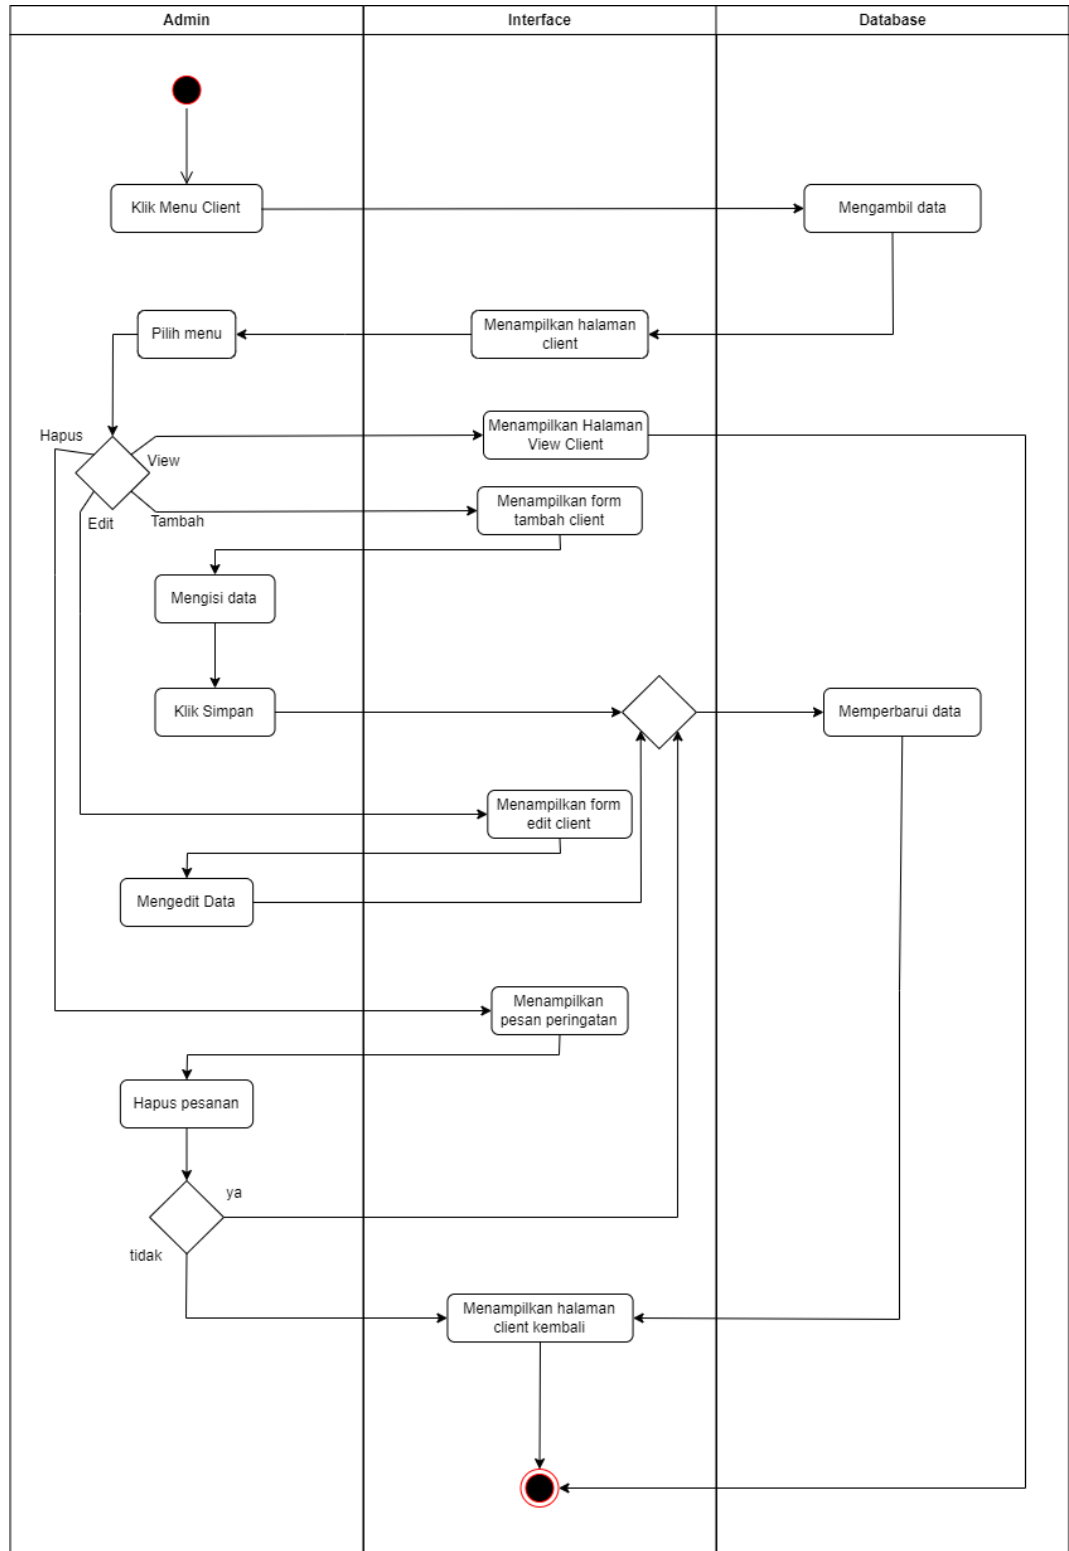 Admin
Interface
Database
Klik Menu Client
Mengambil data
Pilih menu
Menampilkan halaman
client
Hapus
View
Menampilkan Halaman
View Client
Edit
Tambah
Menampilkan form
tambah client
Mengisi data
Klik Simpan
Memperbarui data
Menampilkan form
edit client
Mengedit Data
Menampilkan
pesan peringatan
Hapus pesanan
ya
tidak
Menampilkan halaman
client kembali